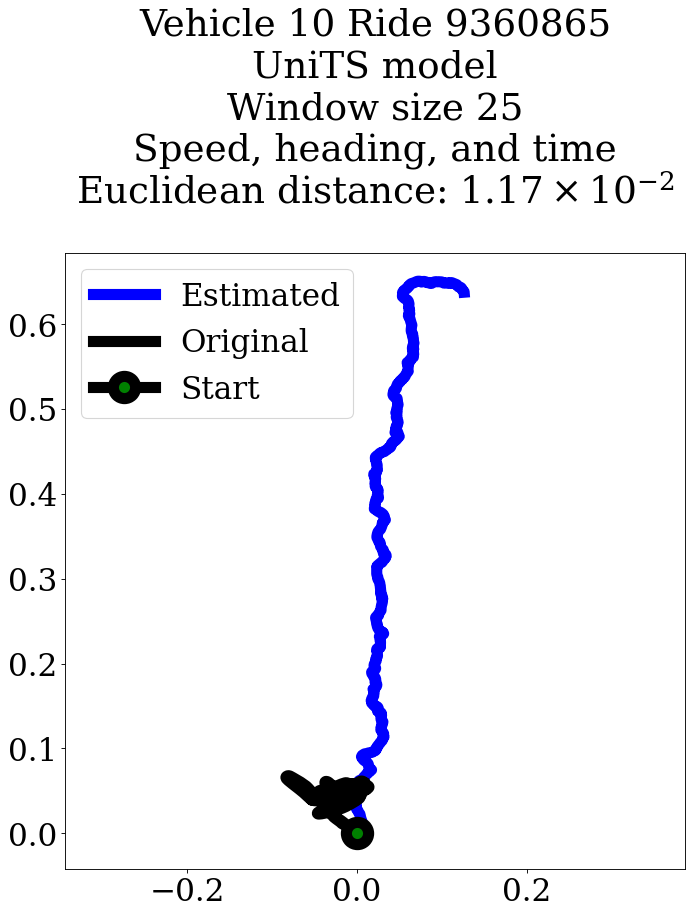 Vehicle 10 Ride 9360865
UniTS model
Window size 25
Speed, heading, and time
Euclidean distance: 1.17 × 10⁻²
Estimated
Original
Start
0.6
0.5
0.4
0.3
0.2
0.1
0.0
−0.2 0.0 0.2